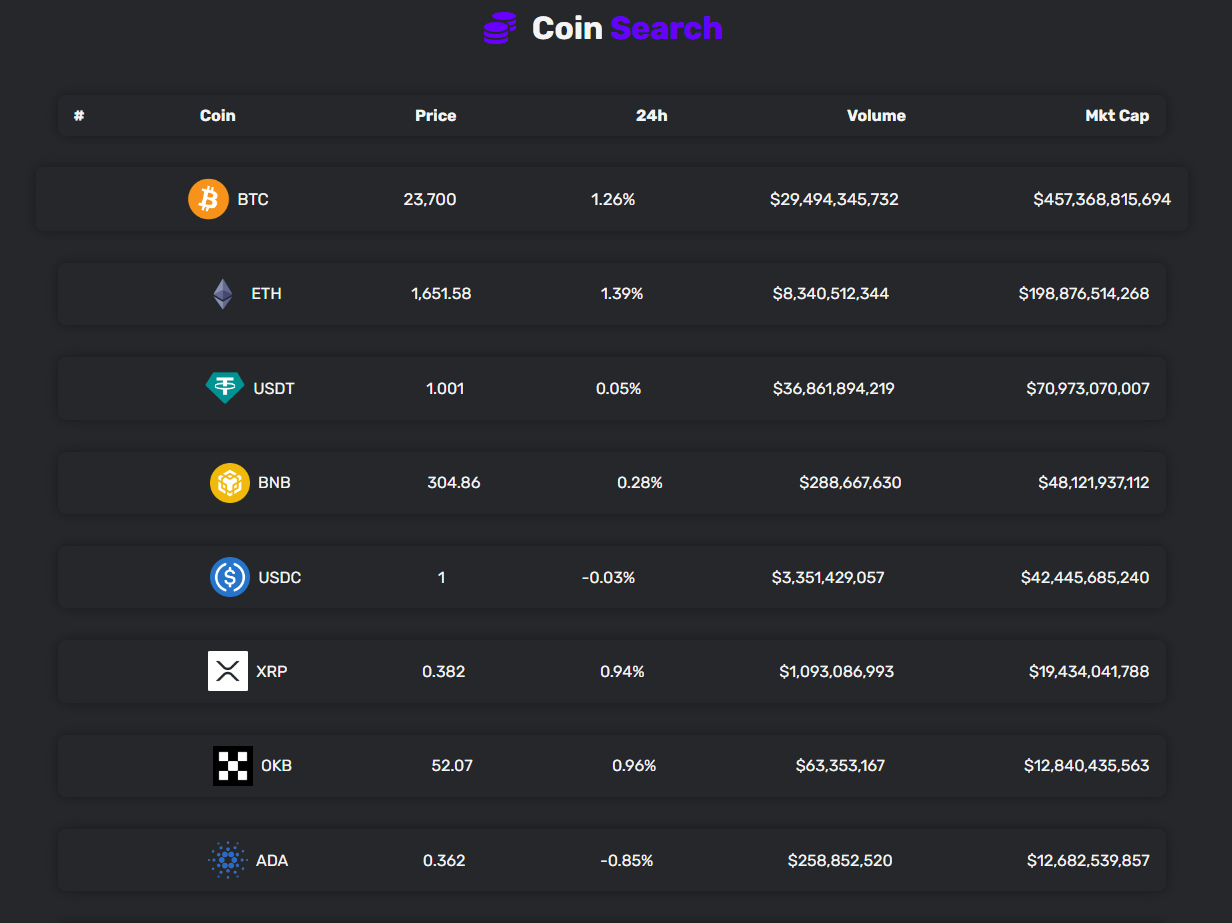 Coin Search
# Coin Price 24h Volume Mkt Cap
BTC 23,700 1.26% $29,494,345,732 $457,368,815,694
ETH 1,651.58 1.39% $8,340,512,344 $198,876,514,268
USDT 1.001 0.05% $36,861,894,219 $70,973,070,007
BNB 304.86 0.28% $288,667,630 $48,121,937,112
USDC 1 -0.03% $3,351,429,057 $42,445,685,240
XRP 0.382 0.94% $1,093,086,993 $19,434,041,788
OKB 52.07 0.96% $63,353,167 $12,840,435,563
ADA 0.362 -0.85% $258,852,520 $12,682,539,857